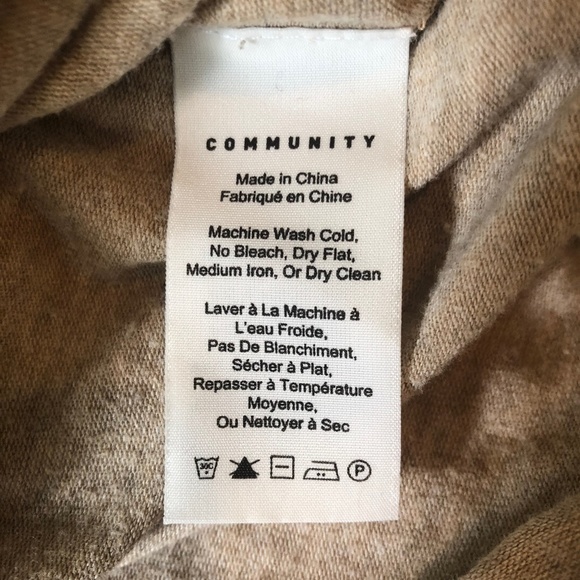 COMMUNITY
Made in China
Fabriqué en Chine
Machine Wash Cold,
No Bleach, Dry Flat,
Medium Iron, Or Dry Clean
Laver à La Machine à
L'eau Froide,
Pas De Blanchiment,
Sécher à Plat,
Repasser à Température
Moyenne,
Ou Nettoyer à Sec
30C P